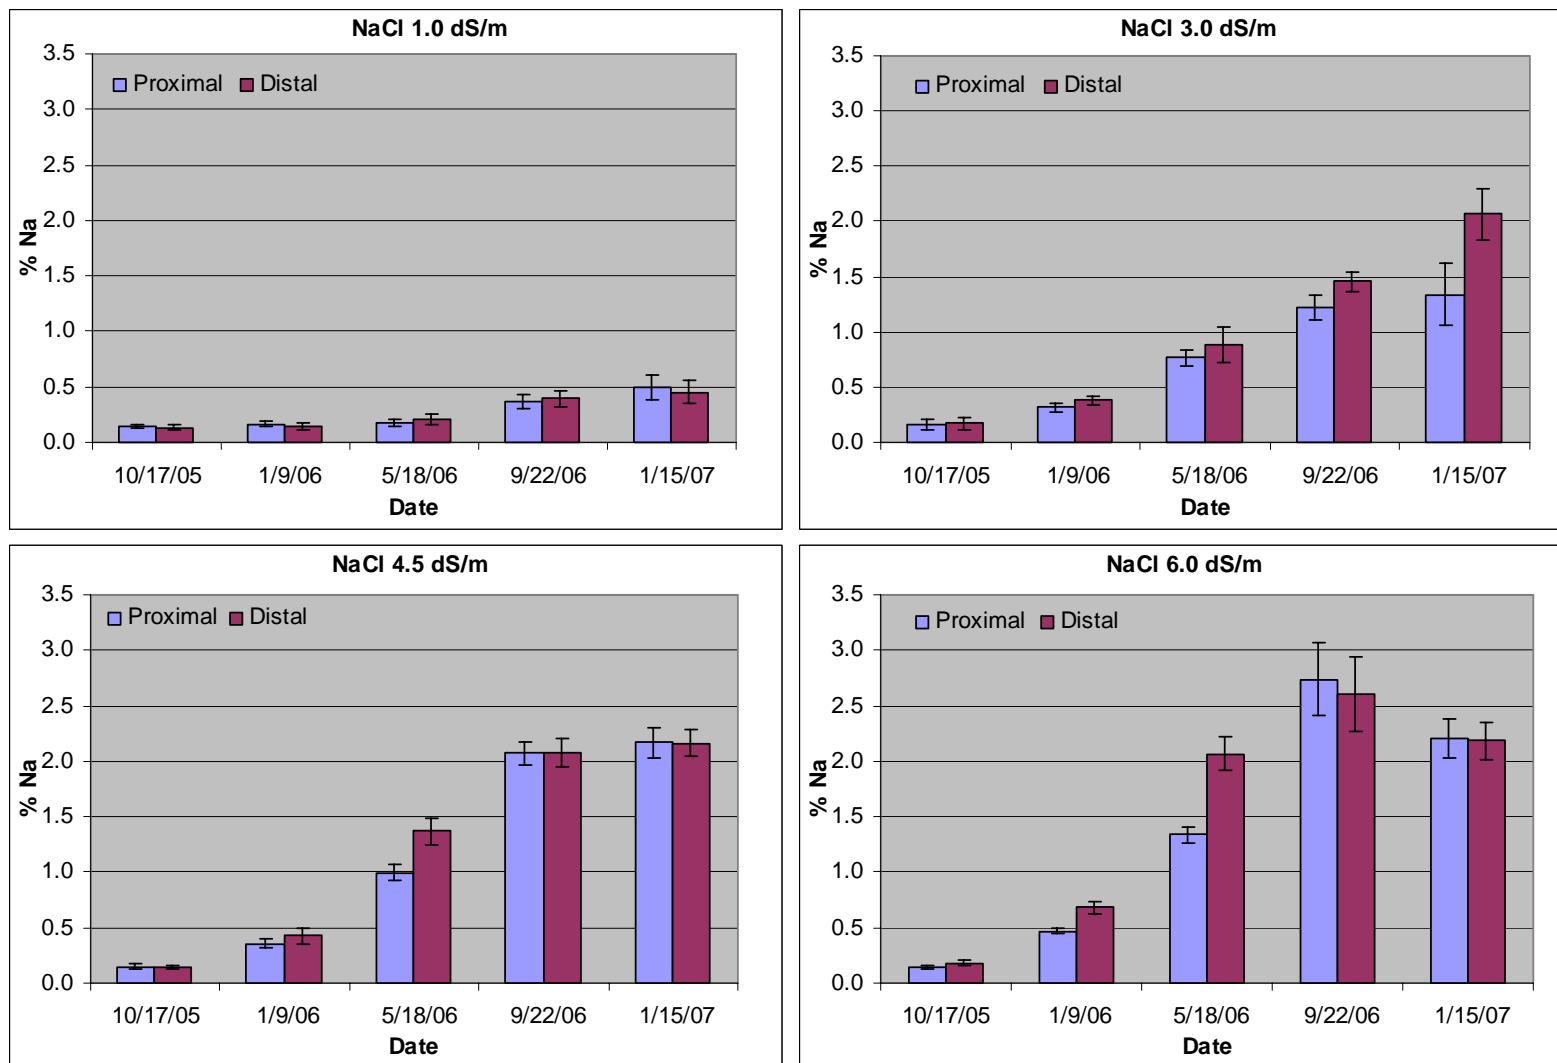 NaCl 1.0 dS/m
Proximal Distal
3.5
3.0
2.5
2.0
1.5
1.0
0.5
0.0
% Na
10/17/05 1/9/06 5/18/06 9/22/06 1/15/07
Date
NaCl 3.0 dS/m
Proximal Distal
3.5
3.0
2.5
2.0
1.5
1.0
0.5
0.0
% Na
10/17/05 1/9/06 5/18/06 9/22/06 1/15/07
Date
NaCl 4.5 dS/m
Proximal Distal
3.5
3.0
2.5
2.0
1.5
1.0
0.5
0.0
% Na
10/17/05 1/9/06 5/18/06 9/22/06 1/15/07
Date
NaCl 6.0 dS/m
Proximal Distal
3.5
3.0
2.5
2.0
1.5
1.0
0.5
0.0
% Na
10/17/05 1/9/06 5/18/06 9/22/06 1/15/07
Date